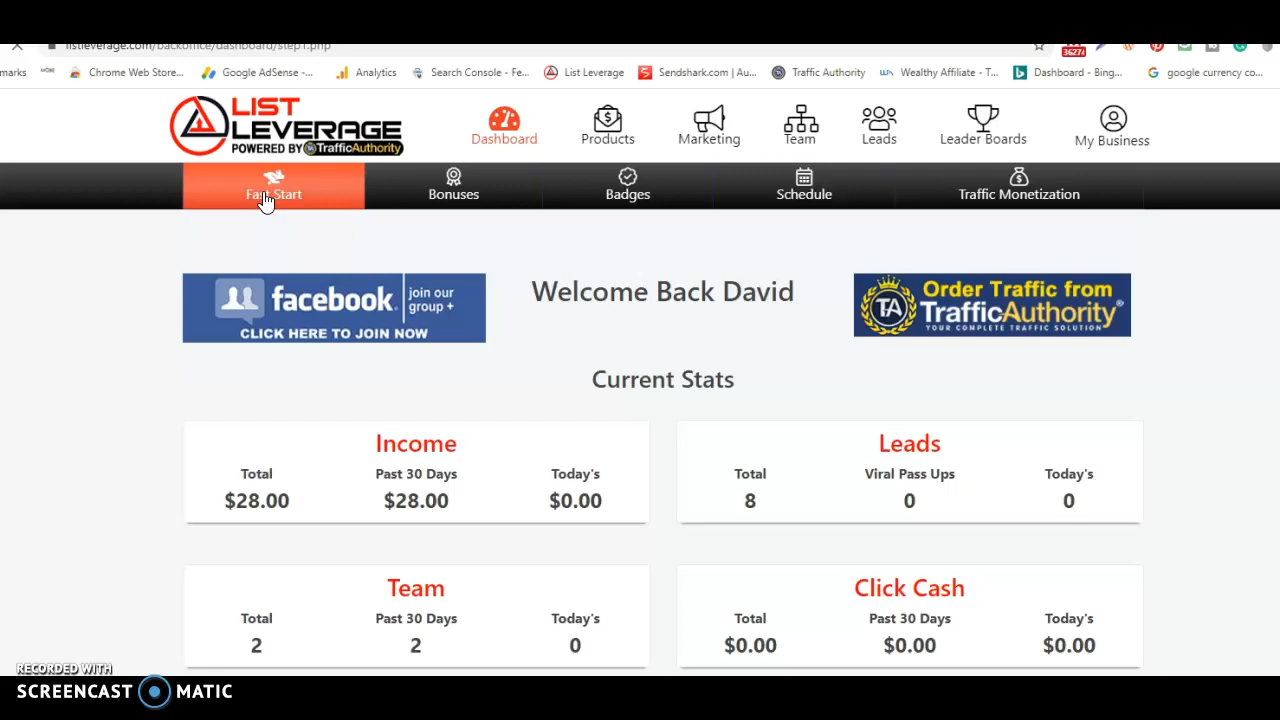 listleverage.com/backoffice/dashboard/step1.php
marks Chrome Web Store... Google AdSense -... Analytics Search Console - Fe... List Leverage Sendshark.com | Au... Traffic Authority Wealthy Affiliate - T... Dashboard - Bing... google currency co...
LIST
LEVERAGE
POWERED BY TrafficAuthority
Dashboard Products Marketing Team Leads Leader Boards My Business
Fast Start Bonuses Badges Schedule Traffic Monetization
facebook. join our group +
CLICK HERE TO JOIN NOW
Welcome Back David
TA Order Traffic from
TrafficAuthority®
YOUR COMPLETE TRAFFIC SOLUTION
Current Stats
Income
Total Past 30 Days Today's
$28.00 $28.00 $0.00
Leads
Total Viral Pass Ups Today's
8 0 0
Team
Total Past 30 Days Today's
2 2 0
Click Cash
Total Past 30 Days Today's
$0.00 $0.00 $0.00
RECORDED WITH
SCREENCAST MATIC